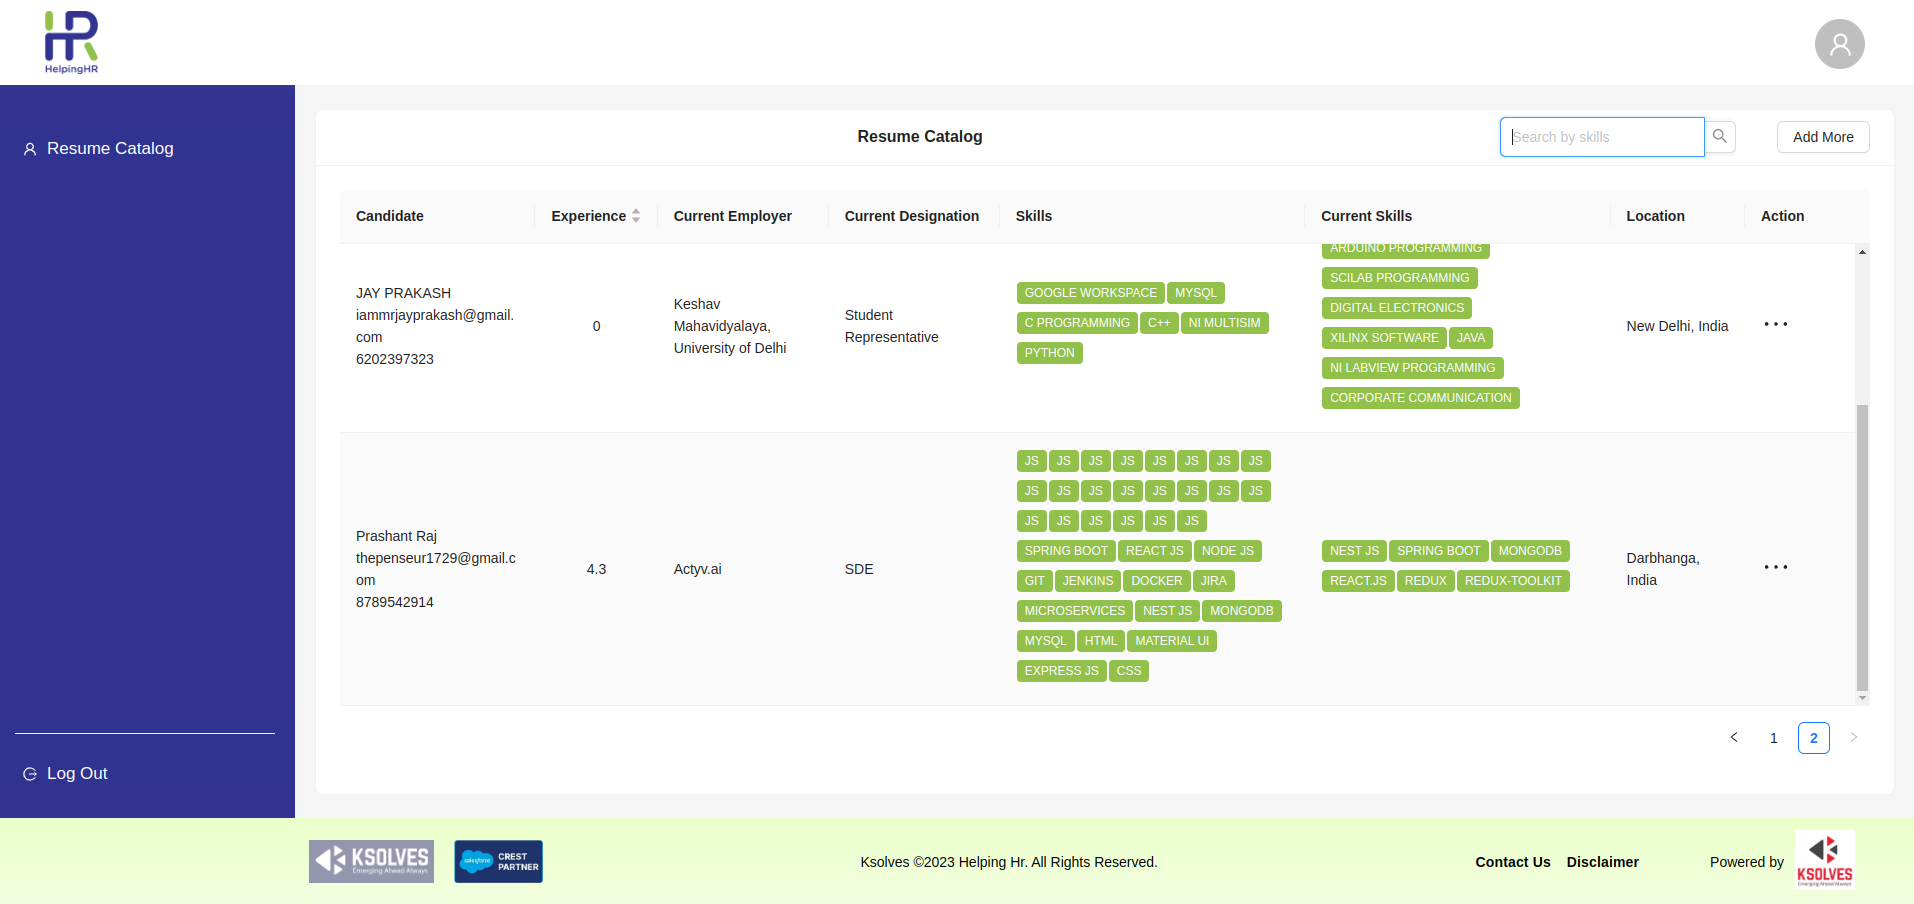 HelpingHR
Resume Catalog
Log Out
Resume Catalog
Search by skills
Add More
Candidate Experience Current Employer Current Designation Skills Current Skills Location Action
JAY PRAKASH
iammrjayprakash@gmail.
com
6202397323
0
Keshav
Mahavidyalaya,
University of Delhi
Student
Representative
GOOGLE WORKSPACE MYSQL
C PROGRAMMING C++ NI MULTISIM
PYTHON
ARDUINO PROGRAMMING
SCILAB PROGRAMMING
DIGITAL ELECTRONICS
XILINX SOFTWARE JAVA
NI LABVIEW PROGRAMMING
CORPORATE COMMUNICATION
New Delhi, India
Prashant Raj
thepenseur1729@gmail.c
om
8789542914
4.3
Actyv.ai
SDE
JS JS JS JS JS JS JS JS
JS JS JS JS JS JS JS JS
JS JS JS JS JS JS
SPRING BOOT REACT JS NODE JS
GIT JENKINS DOCKER JIRA
MICROSERVICES NEST JS MONGODB
MYSQL HTML MATERIAL UI
EXPRESS JS CSS
NEST JS SPRING BOOT MONGODB
REACT.JS REDUX REDUX-TOOLKIT
Darbhanga,
India
1 2
KSOLVES
Emerging Ahead Always
salesforce
CREST
PARTNER
Ksolves ©2023 Helping Hr. All Rights Reserved.
Contact Us Disclaimer
Powered by
KSOLVES
Emerging Ahead Always